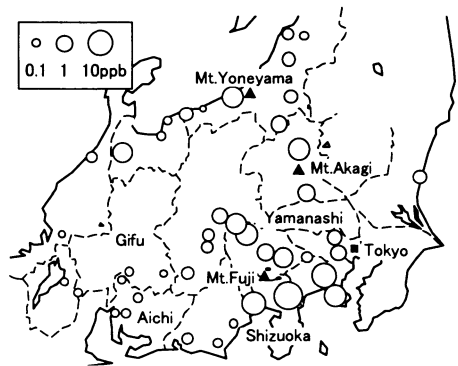 0.1 1 10ppb
Mt.Yoneyama
Mt.Akagi
Yamanashi
Gifu
Tokyo
Mt.Fuji
Aichi
Shizuoka